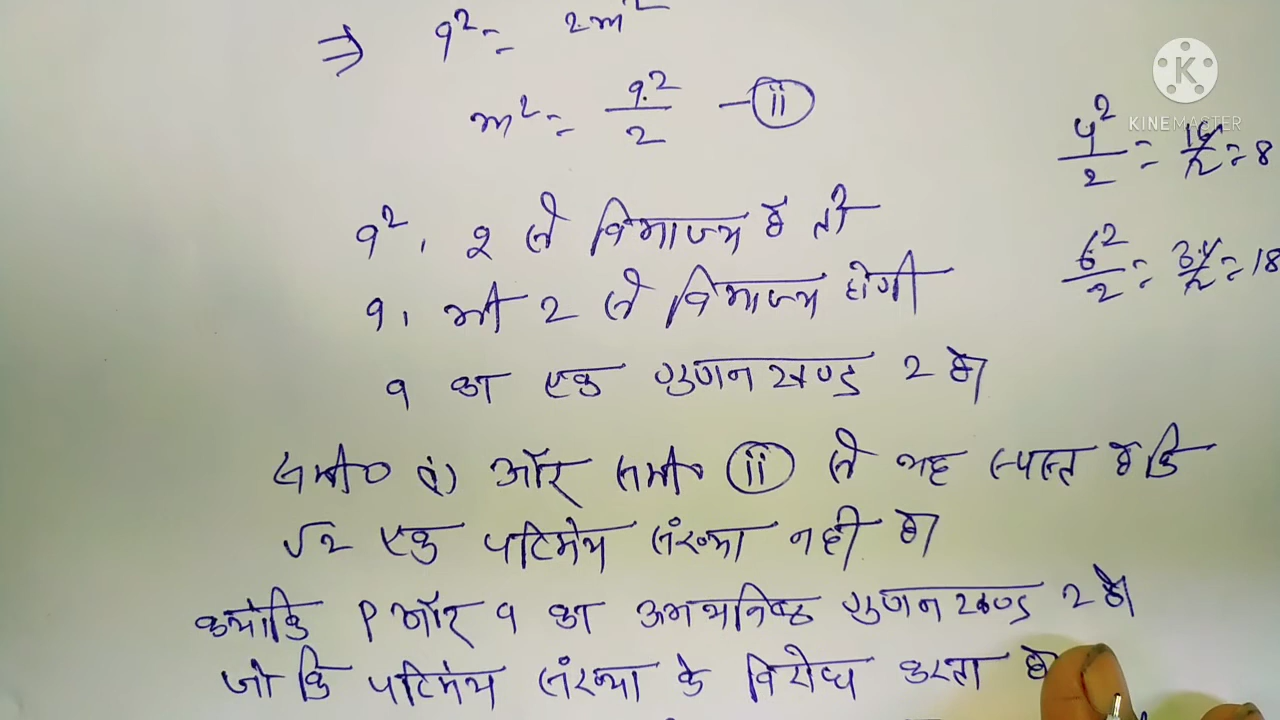 ⇒ q² = 2m²
m² = q²/2 — (ii)
q², 2 से विभाज्य है तो
q, भी 2 से विभाज्य होगी
q का एक गुणनखण्ड 2 है।
समी० (i) और समी० (ii) से यह स्पस्त है कि
√2 एक परिमेय संख्या नही है।
क्योकि P और q का उभयनिष्ठ गुणनखण्ड 2 है।
जो कि परिमेय संख्या के विरोध करता है।
4²/2 = 16/2 = 8
6²/2 = 36/2 = 18
KINEMASTER